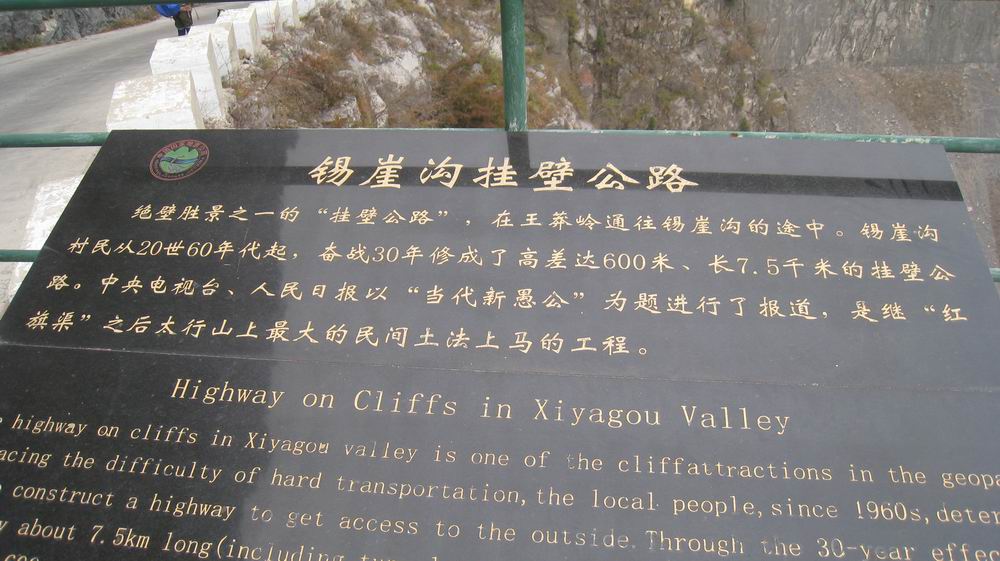 锡崖沟挂壁公路
绝壁胜景之一的“挂壁公路”，在王莽岭通往锡崖沟的途中。锡崖沟
村民从20世60年代起，奋战30年修成了高差达600米、长7.5千米的挂壁公
路。中央电视台、人民日报以“当代新愚公”为题进行了报道，是继“红
旗渠”之后太行山上最大的民间土法上马的工程。
Highway on Cliffs in Xiyagou Valley
highway on cliffs in Xiyagou valley is one of the cliffattractions in the
the difficulty of hard transportation, the local people, since 1960s,
construct a highway to get access to the outside. Through the 30-year
about 7.5km long(including